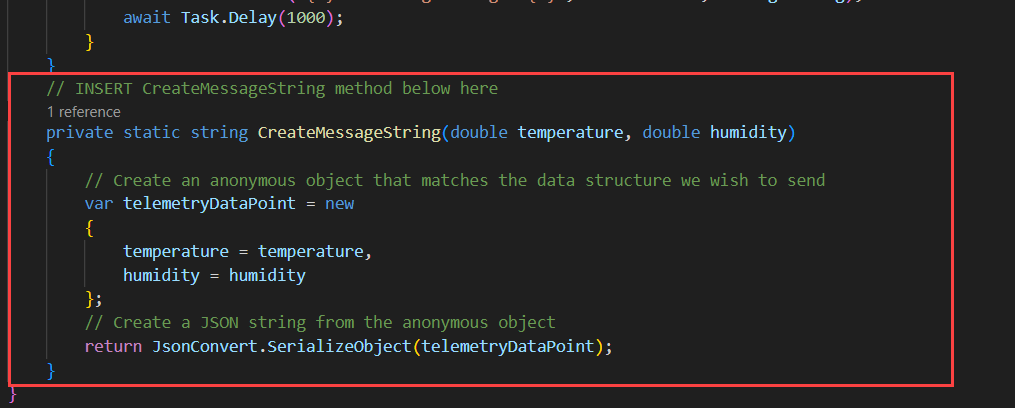 await Task.Delay(1000);
}
}
// INSERT CreateMessageString method below here
1 reference
private static string CreateMessageString(double temperature, double humidity)
{
// Create an anonymous object that matches the data structure we wish to send
var telemetryDataPoint = new
{
temperature = temperature,
humidity = humidity
};
// Create a JSON string from the anonymous object
return JsonConvert.SerializeObject(telemetryDataPoint);
}
}